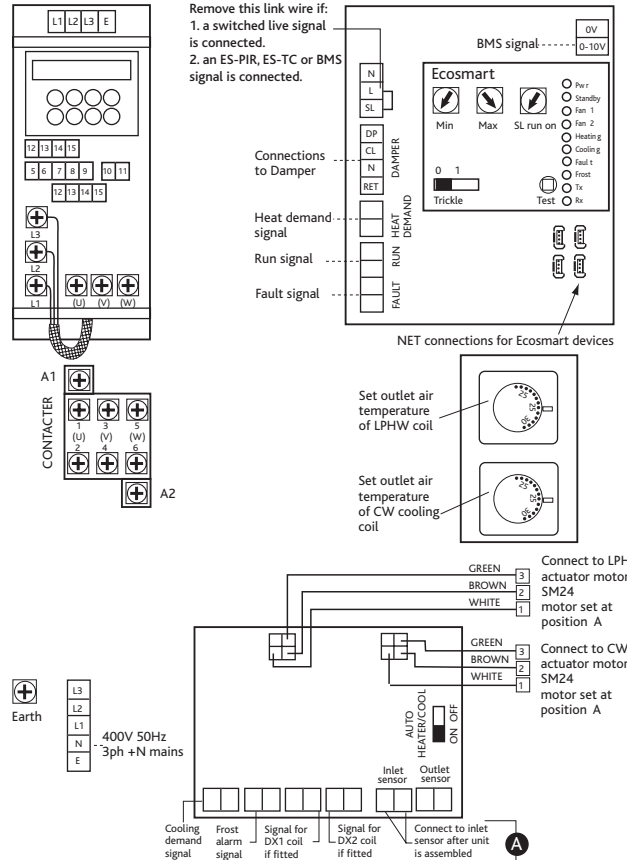 L1 L2 L3 E
12 13 14 15
5 6 7 8 9 10 11
12 13 14 15
L3
L2
L1
(U) (V) (W)
A1
CONTACTER
1 3 5
(U) (V) (W)
2 4 6
A2
Remove this link wire if:
1. a switched live signal
is connected.
2. an ES-PIR, ES-TC or BMS
signal is connected.
BMS signal
0V
0-10V
N
L
SL
Ecosmart
Min Max SL run on
Pwr
Standby
Fan 1
Fan 2
Heating
Cooling
Fault
Frost
Tx
Rx
0 1
Trickle
Test
Connections
to Damper
DP
CL
N
RET
DAMPER
Heat demand
signal
HEAT
DEMAND
Run signal
RUN
Fault signal
FAULT
NET connections for Ecosmart devices
Set outlet air
temperature
of LPHW coil
25
25
30
Set outlet air
temperature
of CW cooling
coil
25
25
30
GREEN
BROWN
WHITE
3
2
1
Connect to LPH
actuator motor
SM24
motor set at
position A
GREEN
BROWN
WHITE
3
2
1
Connect to CW
actuator motor
SM24
motor set at
position A
Earth
L3
L2
L1
N
E
400V 50Hz
3ph +N mains
AUTO
HEATER/COOL
ON OFF
Inlet
sensor
Outlet
sensor
Cooling
demand
signal
Frost
alarm
signal
Signal for
DX1 coil
if fitted
Signal for
DX2 coil
if fitted
Connect to inlet
sensor after unit
is assembled
A